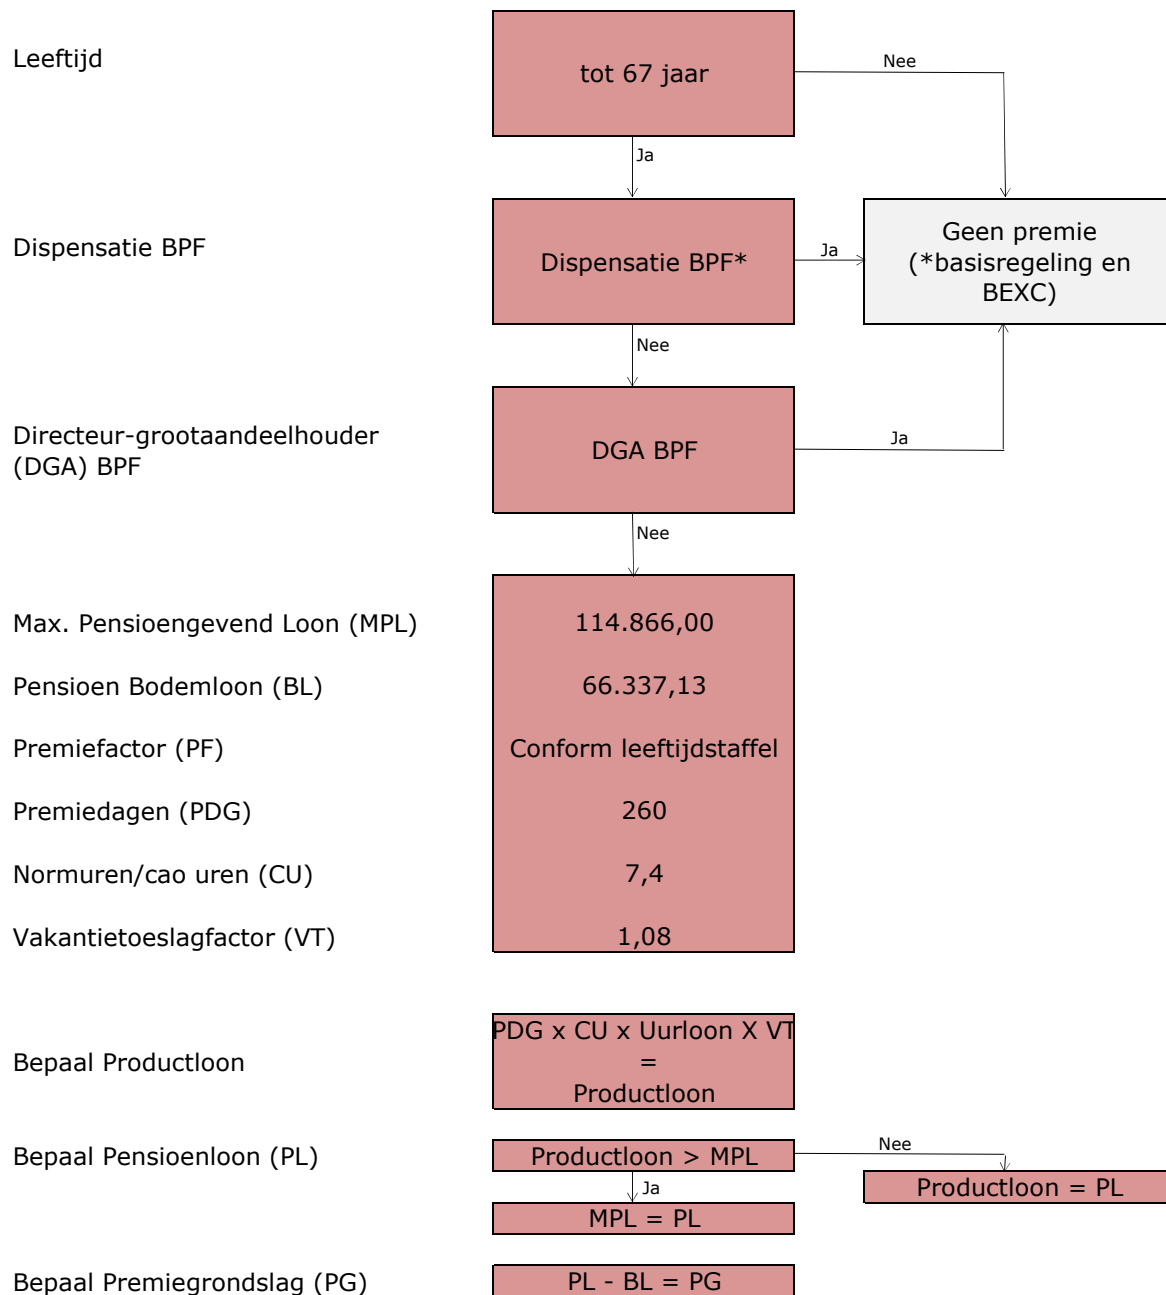 Leeftijd
tot 67 jaar
Nee
Ja
Dispensatie BPF
Dispensatie BPF*
Ja
Geen premie
(*basisregeling en
BEXC)
Nee
Directeur-grootaandeelhouder
(DGA) BPF
DGA BPF
Ja
Nee
Max. Pensioengevend Loon (MPL)
114.866,00
Pensioen Bodemloon (BL)
66.337,13
Premiefactor (PF)
Conform leeftijdstaffel
Premiedagen (PDG)
260
Normuren/cao uren (CU)
7,4
Vakantietoeslagfactor (VT)
1,08
Bepaal Productloon
PDG x CU x Uurloon X VT
=
Productloon
Bepaal Pensioenloon (PL)
Productloon > MPL
Nee
Productloon = PL
Ja
MPL = PL
Bepaal Premiegrondslag (PG)
PL - BL = PG